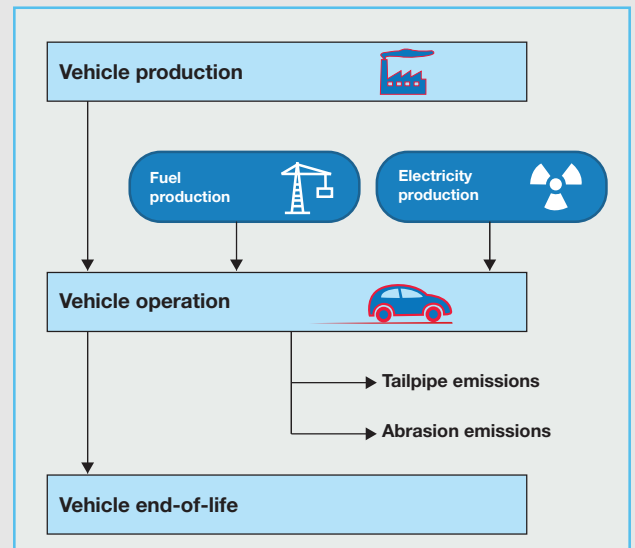 Vehicle production
Fuel
production
Electricity
production
Vehicle operation
Tailpipe emissions
Abrasion emissions
Vehicle end-of-life